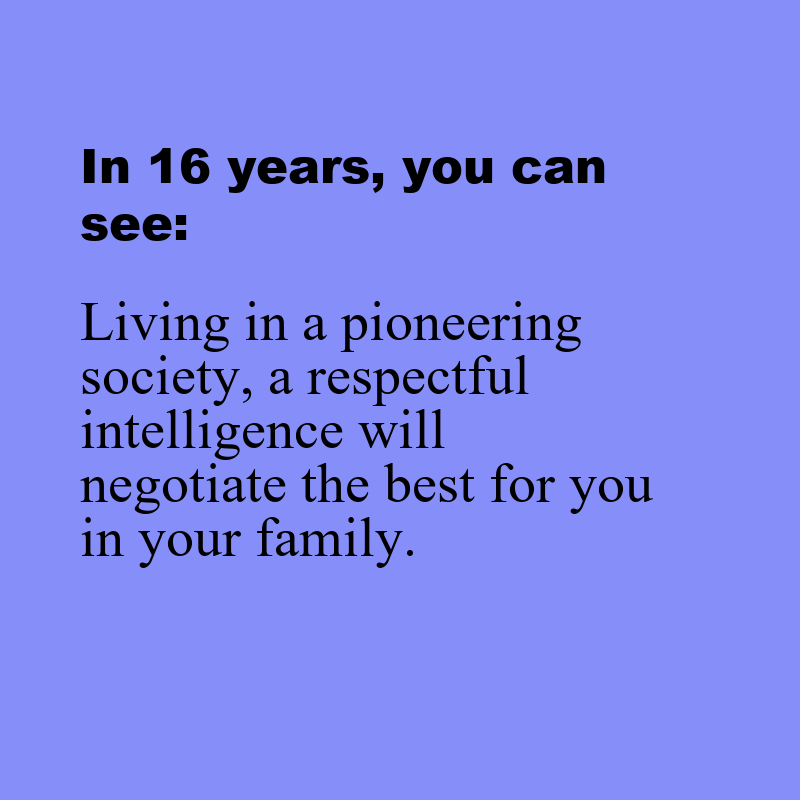 In 16 years, you can
see:
Living in a pioneering
society, a respectful
intelligence will
negotiate the best for you
in your family.